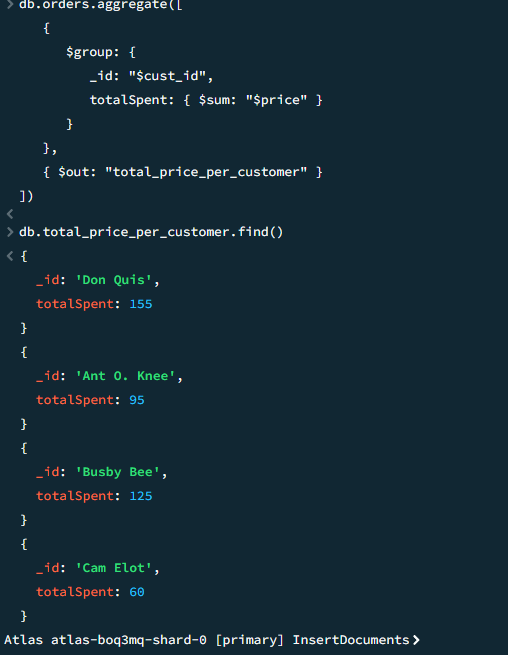 db.orders.aggregate([
{
$group: {
_id: "$cust_id",
totalSpent: { $sum: "$price" }
}
},
{ $out: "total_price_per_customer" }
])
<
> db.total_price_per_customer.find()
< {
_id: 'Don Quis',
totalSpent: 155
}
{
_id: 'Ant O. Knee',
totalSpent: 95
}
{
_id: 'Busby Bee',
totalSpent: 125
}
{
_id: 'Cam Elot',
totalSpent: 60
}
Atlas atlas-boq3mq-shard-0 [primary] InsertDocuments>